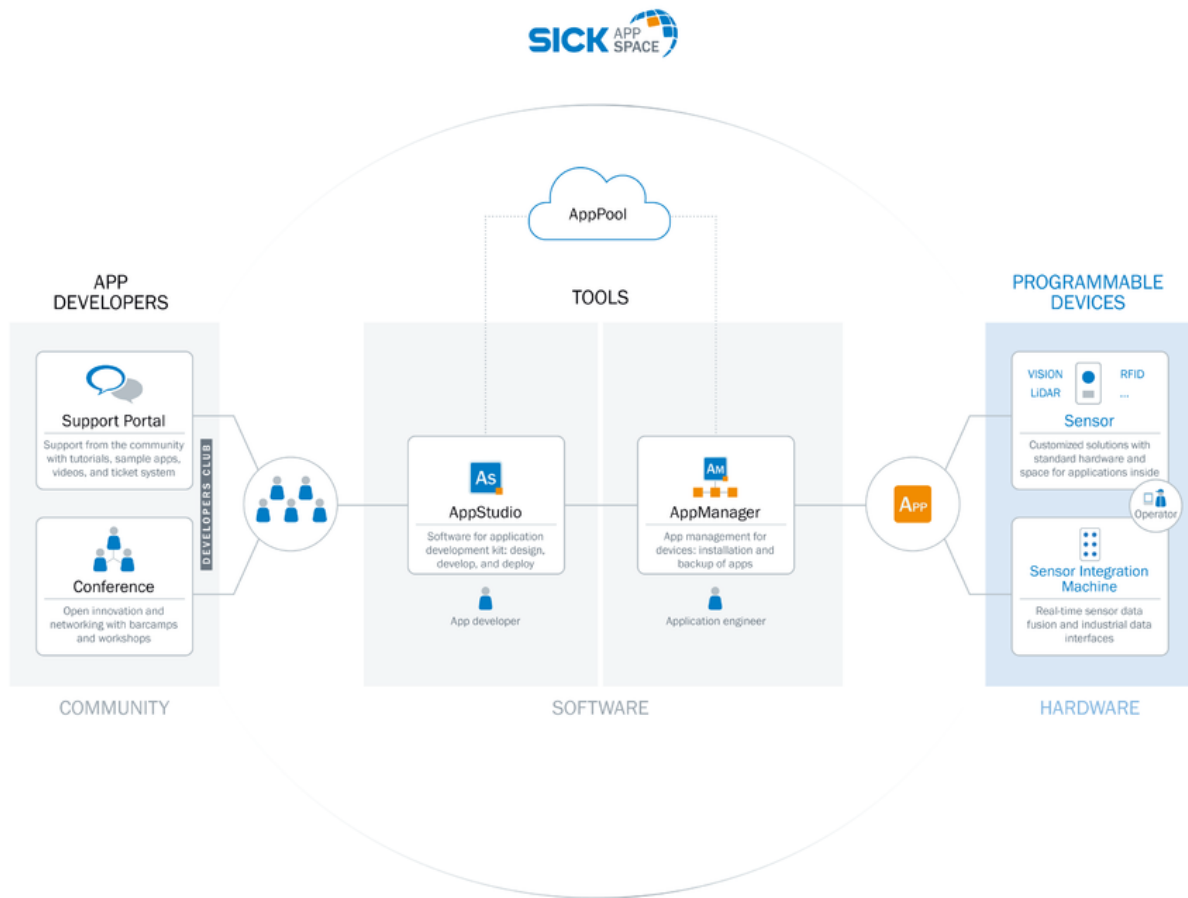 SICK APP SPACE
AppPool
APP
DEVELOPERS
Support Portal
Support from the community
with tutorials, sample apps,
videos, and ticket system
Conference
Open innovation and
networking with barcamps
and workshops
DEVELOPERS CLUB
COMMUNITY
TOOLS
As
AppStudio
Software for application
development kit: design,
develop, and deploy
App developer
AM
AppManager
App management for
devices: installation and
backup of apps
Application engineer
SOFTWARE
APP
PROGRAMMABLE
DEVICES
VISION
RFID
LiDAR
...
Sensor
Customized solutions with
standard hardware and
space for applications inside
Operator
Sensor Integration
Machine
Real-time sensor data
fusion and industrial data
interfaces
HARDWARE